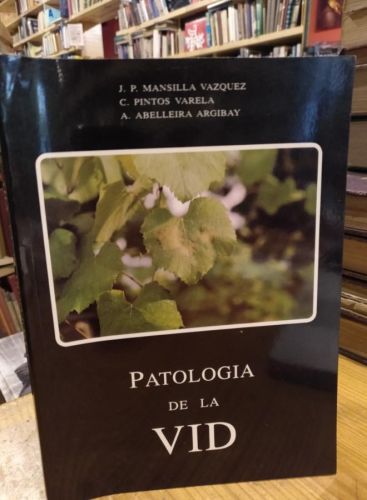 J. P. MANSILLA VAZQUEZ
C. PINTOS VARELA
A. ABELLEIRA ARGIBAY
PATOLOGIA
DE LA
VID